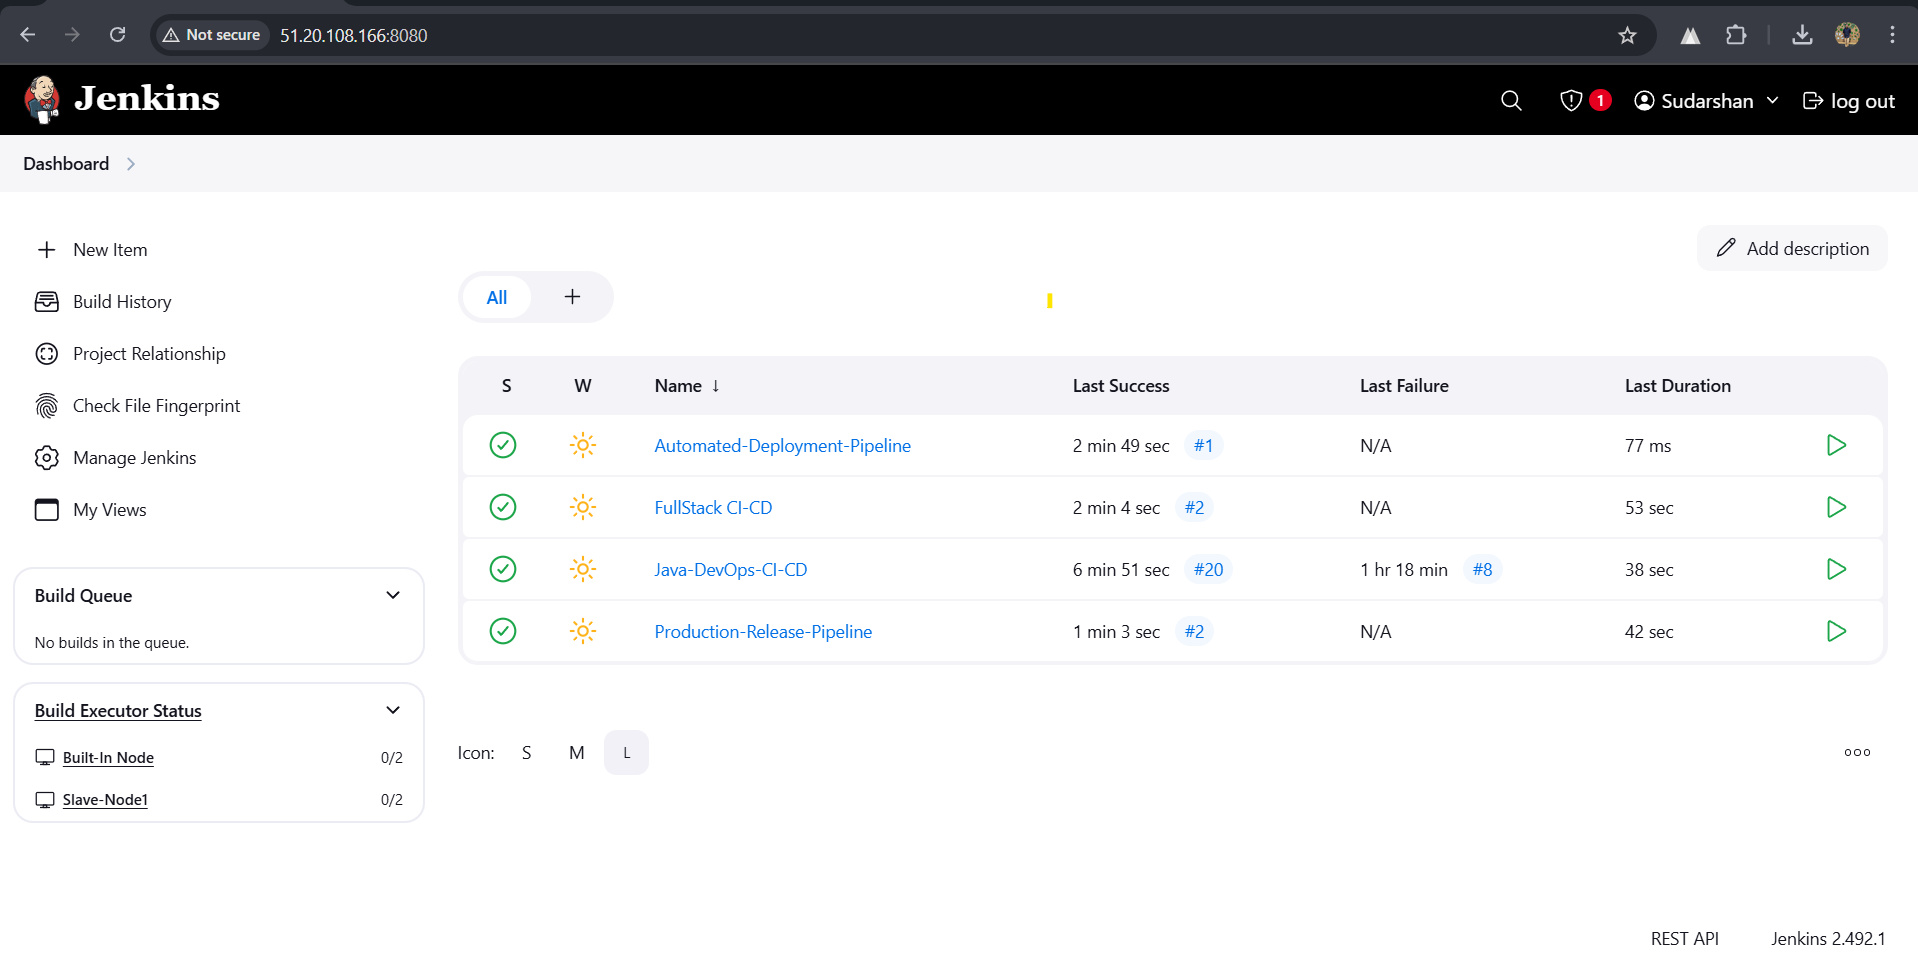 Not secure 51.20.108.166:8080
Jenkins
1 Sudarshan log out
Dashboard
New Item
Build History
Project Relationship
Check File Fingerprint
Manage Jenkins
My Views
Build Queue
No builds in the queue.
Build Executor Status
Built-In Node 0/2
Slave-Node1 0/2
Add description
All +
S W Name ↓ Last Success Last Failure Last Duration
Automated-Deployment-Pipeline 2 min 49 sec #1 N/A 77 ms
FullStack CI-CD 2 min 4 sec #2 N/A 53 sec
Java-DevOps-CI-CD 6 min 51 sec #20 1 hr 18 min #8 38 sec
Production-Release-Pipeline 1 min 3 sec #2 N/A 42 sec
Icon: S M L
REST API Jenkins 2.492.1